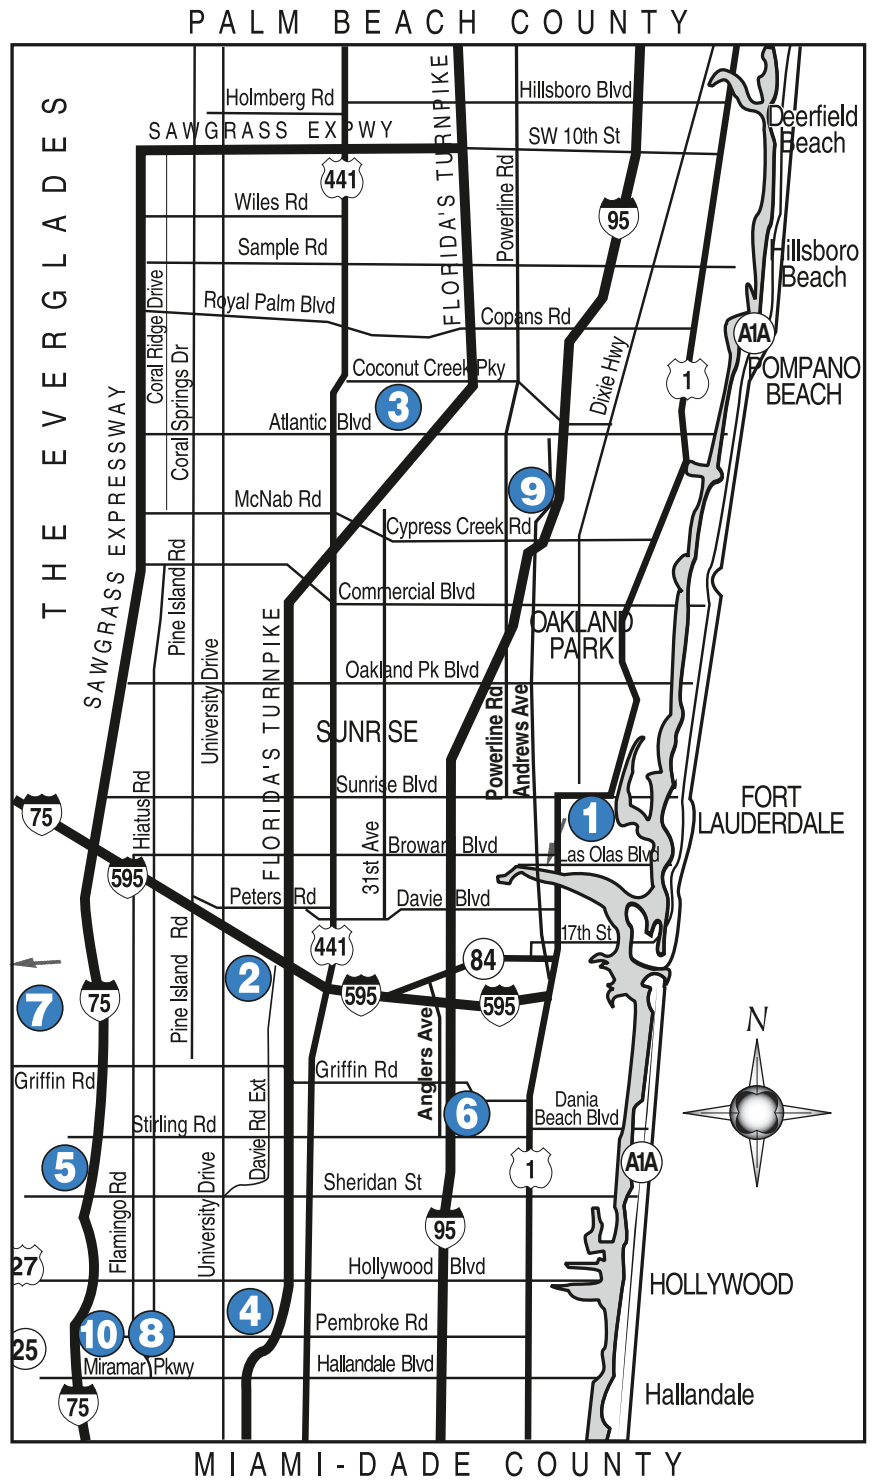 PALM BEACH COUNTY
Holmberg Rd
Hillsboro Blvd
SAWGRASS EXPWY
SW 10th St
Deerfield
Beach
THE EVERGLADES
441
FLORIDA'S TURNPIKE
Powerline Rd
95
Wiles Rd
Sample Rd
Hillsboro
Beach
Coral Ridge Drive
Royal Palm Blvd
Copans Rd
A1A
Coral Springs Dr
Dixie Hwy
Coconut Creek Pky
1
POMPANO
BEACH
3
Atlantic Blvd
SAWGRASS EXPRESSWAY
9
McNab Rd
Cypress Creek Rd
Pine Island Rd
Commercial Blvd
OAKLAND
PARK
University Drive
FLORIDA'S TURNPIKE
Oakland Pk Blvd
Powerline Rd
Andrews Ave
SUNRISE
Sunrise Blvd
75
Hiatus Rd
1
FORT
LAUDERDALE
31st Ave
Broward Blvd
Las Olas Blvd
595
Peters Rd
Davie Blvd
Pine Island Rd
441
17th St
84
2
7
75
595
595
Anglers Ave
N
Griffin Rd
Griffin Rd
Davie Rd Ext
6
Dania
Beach Blvd
Stirling Rd
5
1
A1A
Flamingo Rd
University Drive
Sheridan St
95
27
Hollywood Blvd
HOLLYWOOD
4
10
8
Pembroke Rd
25
Miramar Pkwy
Hallandale Blvd
75
Hallandale
MIAMI-DADE COUNTY